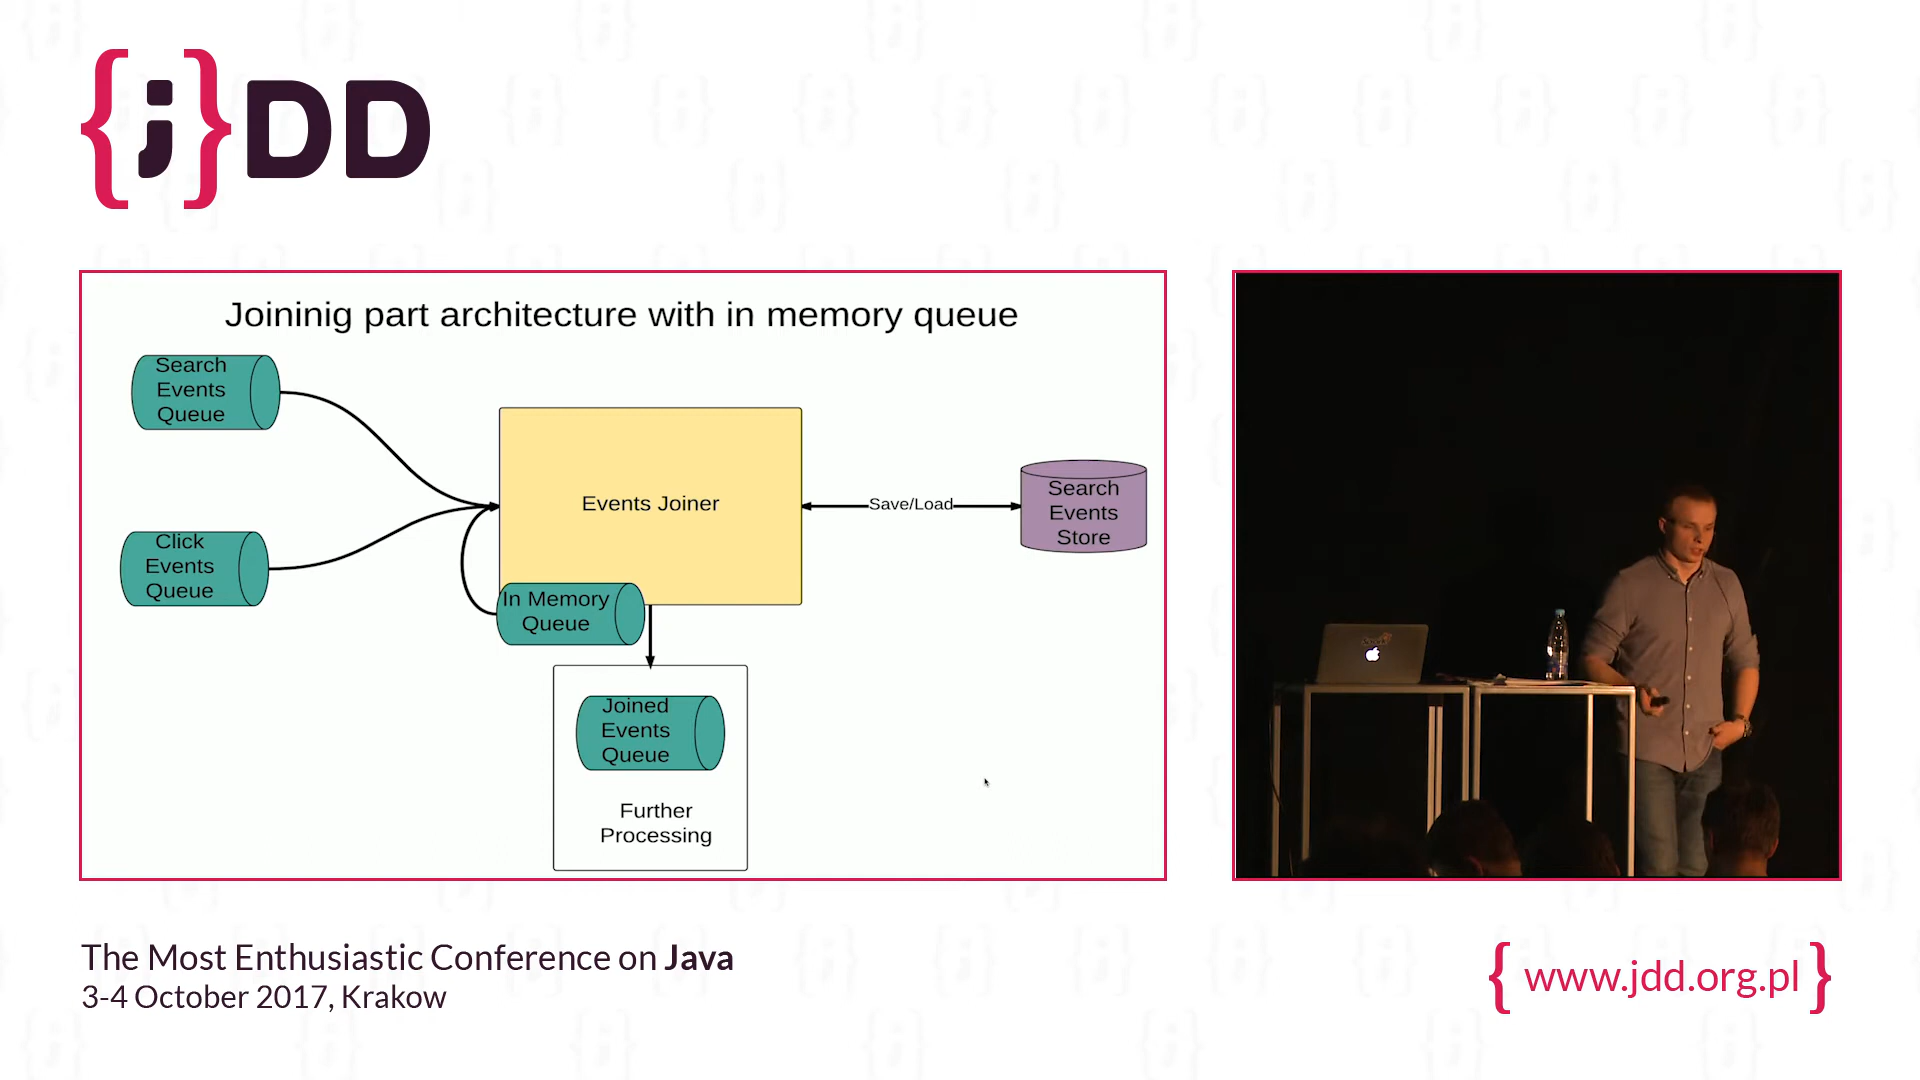 {;}DD
Joininig part architecture with in memory queue
Search
Events
Queue
Events Joiner
Save/Load
Search
Events
Store
Click
Events
Queue
In Memory
Queue
Joined
Events
Queue
Further
Processing
The Most Enthusiastic Conference on Java
3-4 October 2017, Krakow
{ www.jdd.org.pl }